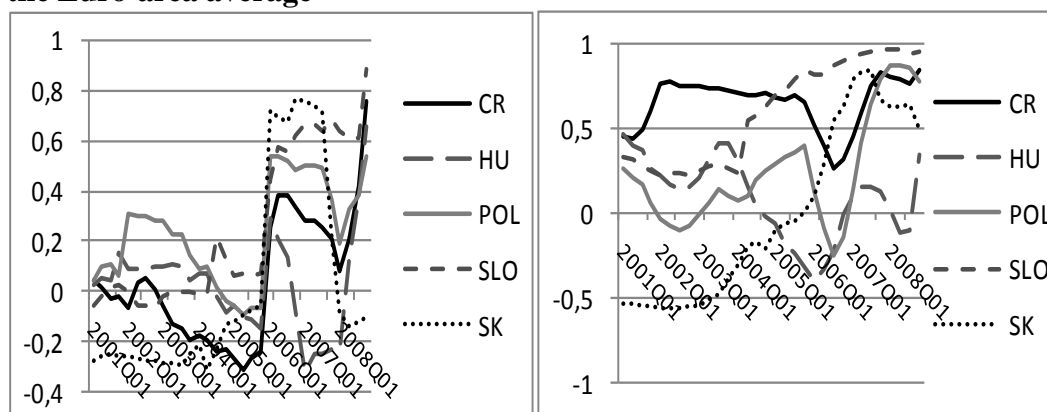 the Euro area average
1
0,8
0,6
0,4
0,2
0
-0,2
-0,4
2001Q01
2002Q01
2003Q01
2004Q01
2005Q01
2006Q01
2007Q01
2008Q01
CR
HU
POL
SLO
SK
1
0,5
0
-0,5
-1
2001Q01
2002Q01
2003Q01
2004Q01
2005Q01
2006Q01
2007Q01
2008Q01
CR
HU
POL
SLO
SK